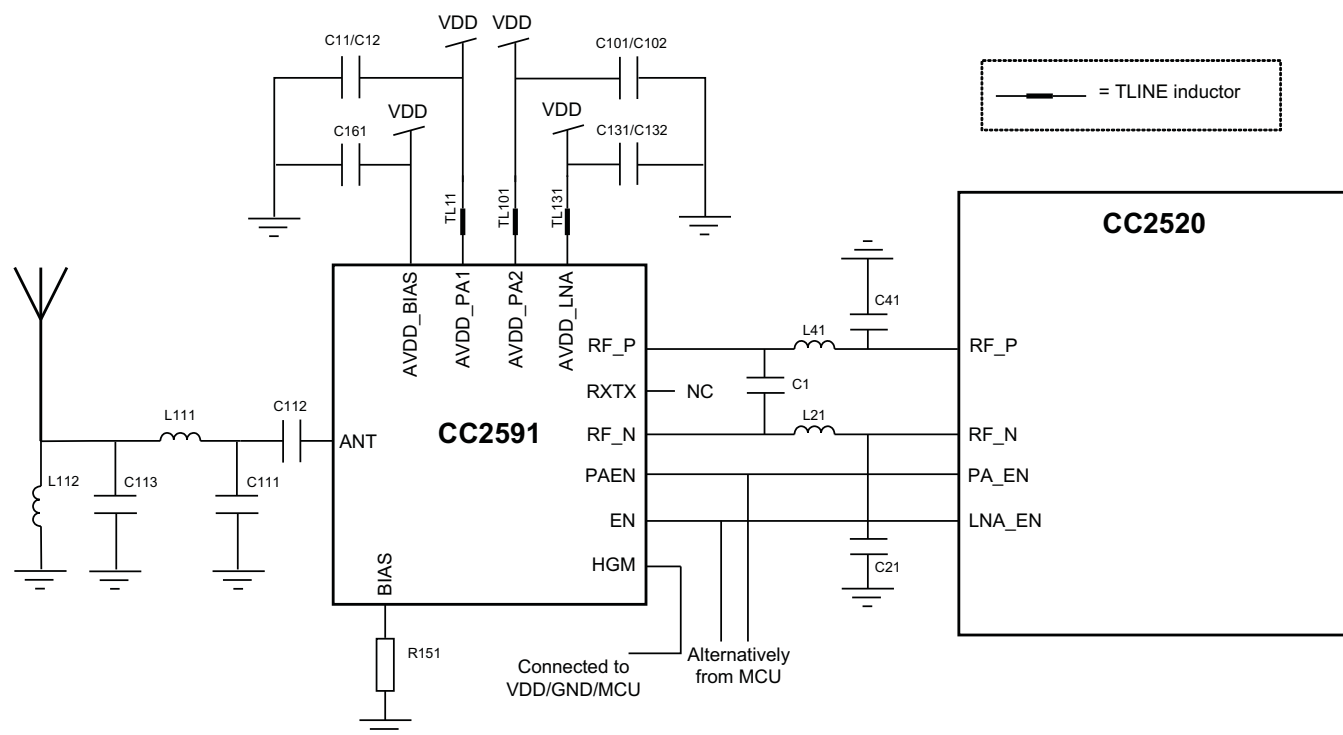 VDD
VDD
C11/C12
C101/C102
= TLINE inductor
VDD
VDD
C161
C131/C132
TL11
TL101
TL131
CC2520
AVDD_BIAS
AVDD_PA1
AVDD_PA2
AVDD_LNA
C41
L41
RF_P
RF_P
RXTX
NC
C1
C112
L111
L21
ANT
CC2591
RF_N
RF_N
L112
C113
C111
PAEN
PA_EN
EN
LNA_EN
HGM
C21
BIAS
R151
Connected to
VDD/GND/MCU
Alternatively
from MCU